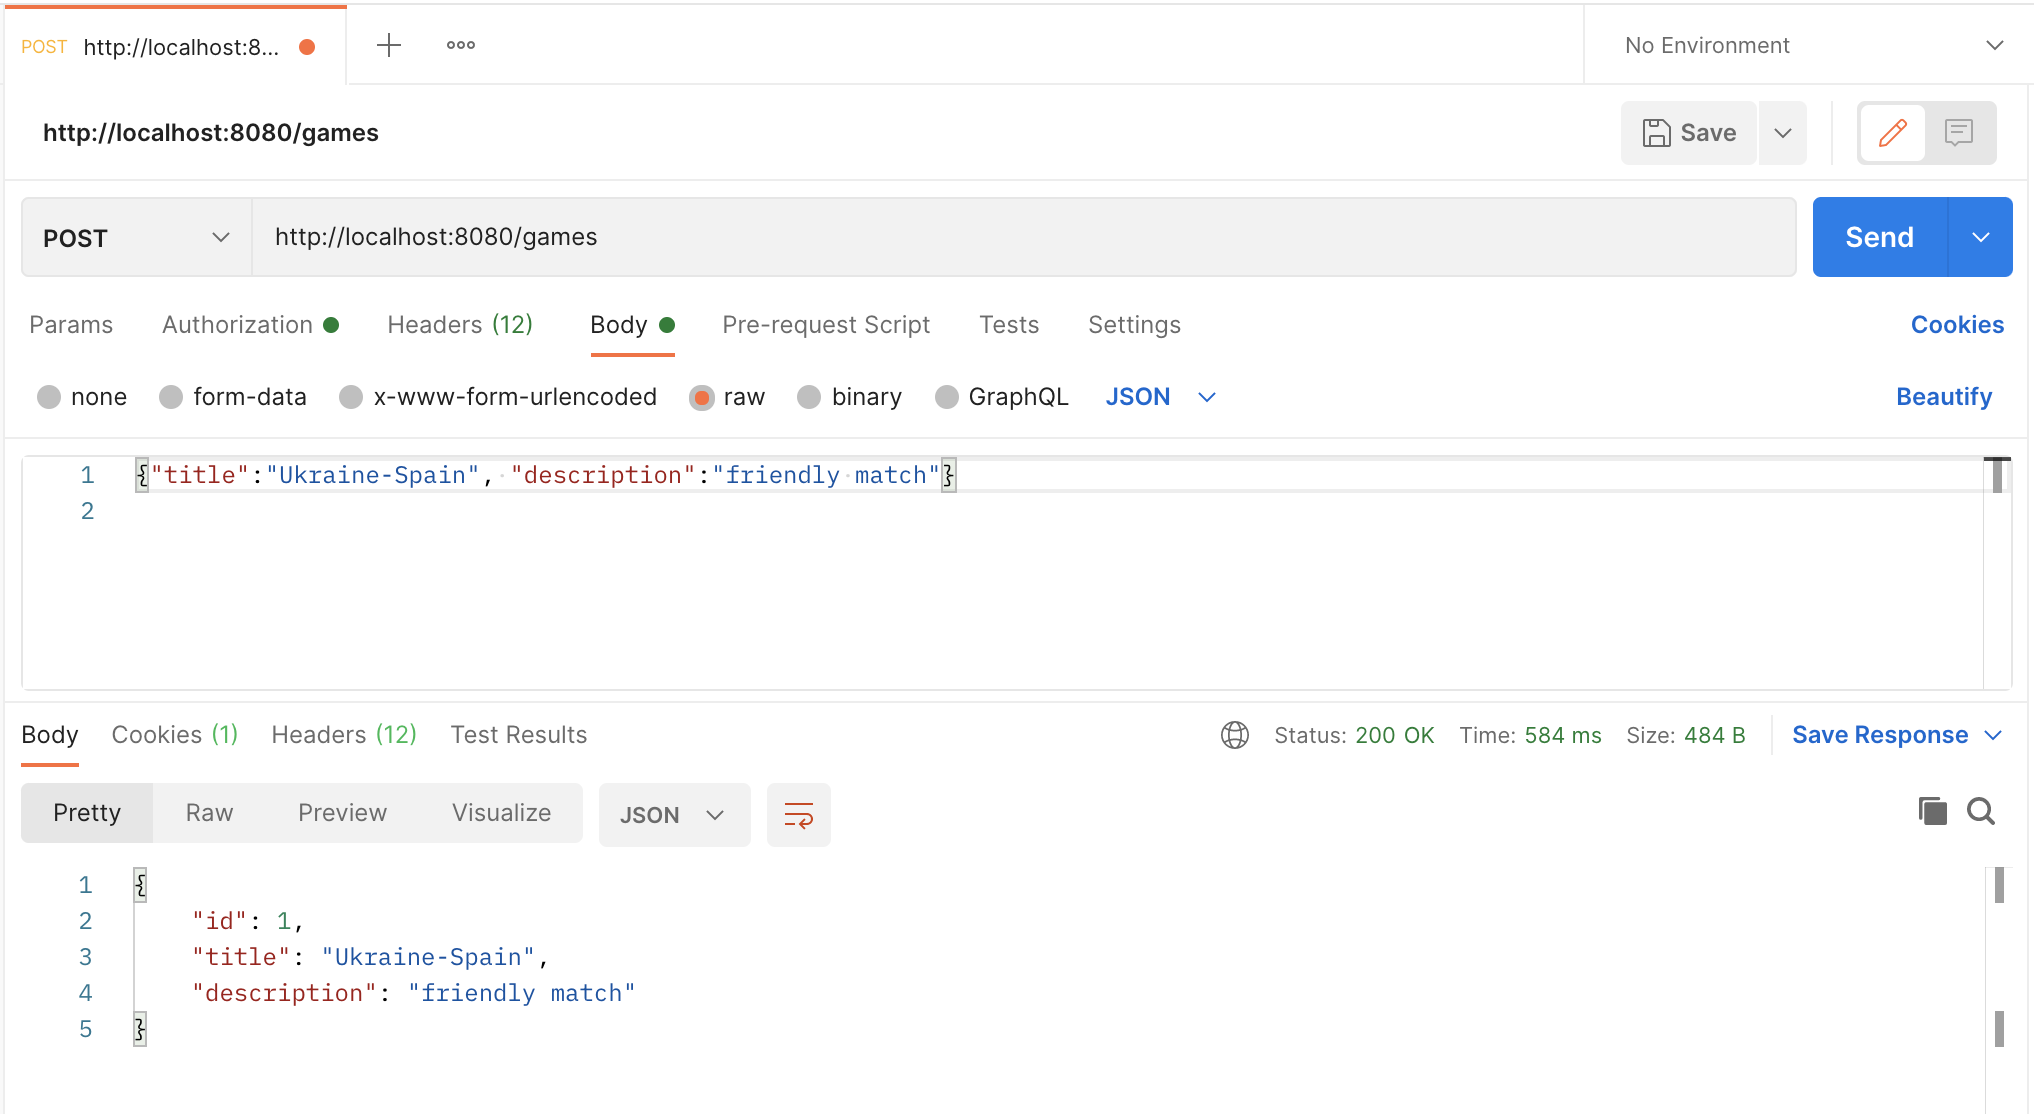 POST http://localhost:8... No Environment
http://localhost:8080/games Save
POST http://localhost:8080/games Send
Params Authorization Headers (12) Body Pre-request Script Tests Settings Cookies
none form-data x-www-form-urlencoded raw binary GraphQL JSON Beautify
1 {"title":"Ukraine-Spain", "description":"friendly match"}
2
Body Cookies (1) Headers (12) Test Results Status: 200 OK Time: 584 ms Size: 484 B Save Response
Pretty Raw Preview Visualize JSON
1 {
2 "id": 1,
3 "title": "Ukraine-Spain",
4 "description": "friendly match"
5 }